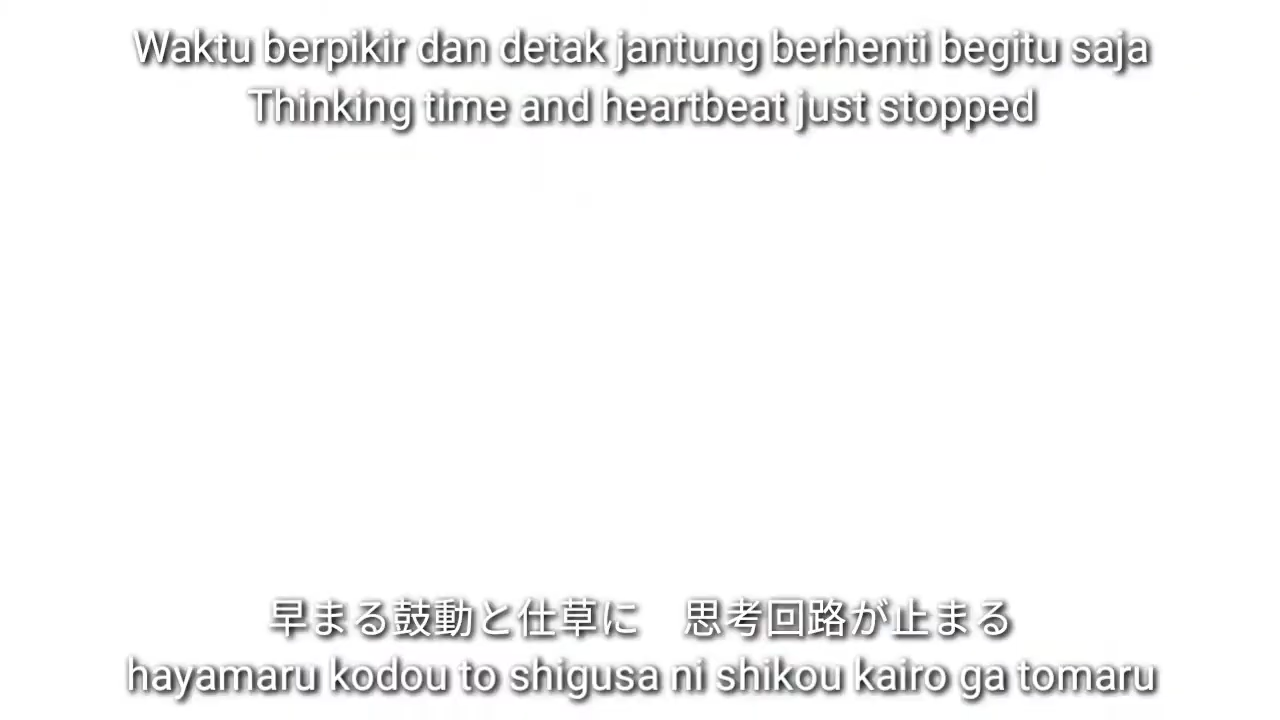 Waktu berpikir dan detak jantung berhenti begitu saja
Thinking time and heartbeat just stopped
早まる鼓動と仕草に　思考回路が止まる
hayamaru kodou to shigusa ni shikou kairo ga tomaru